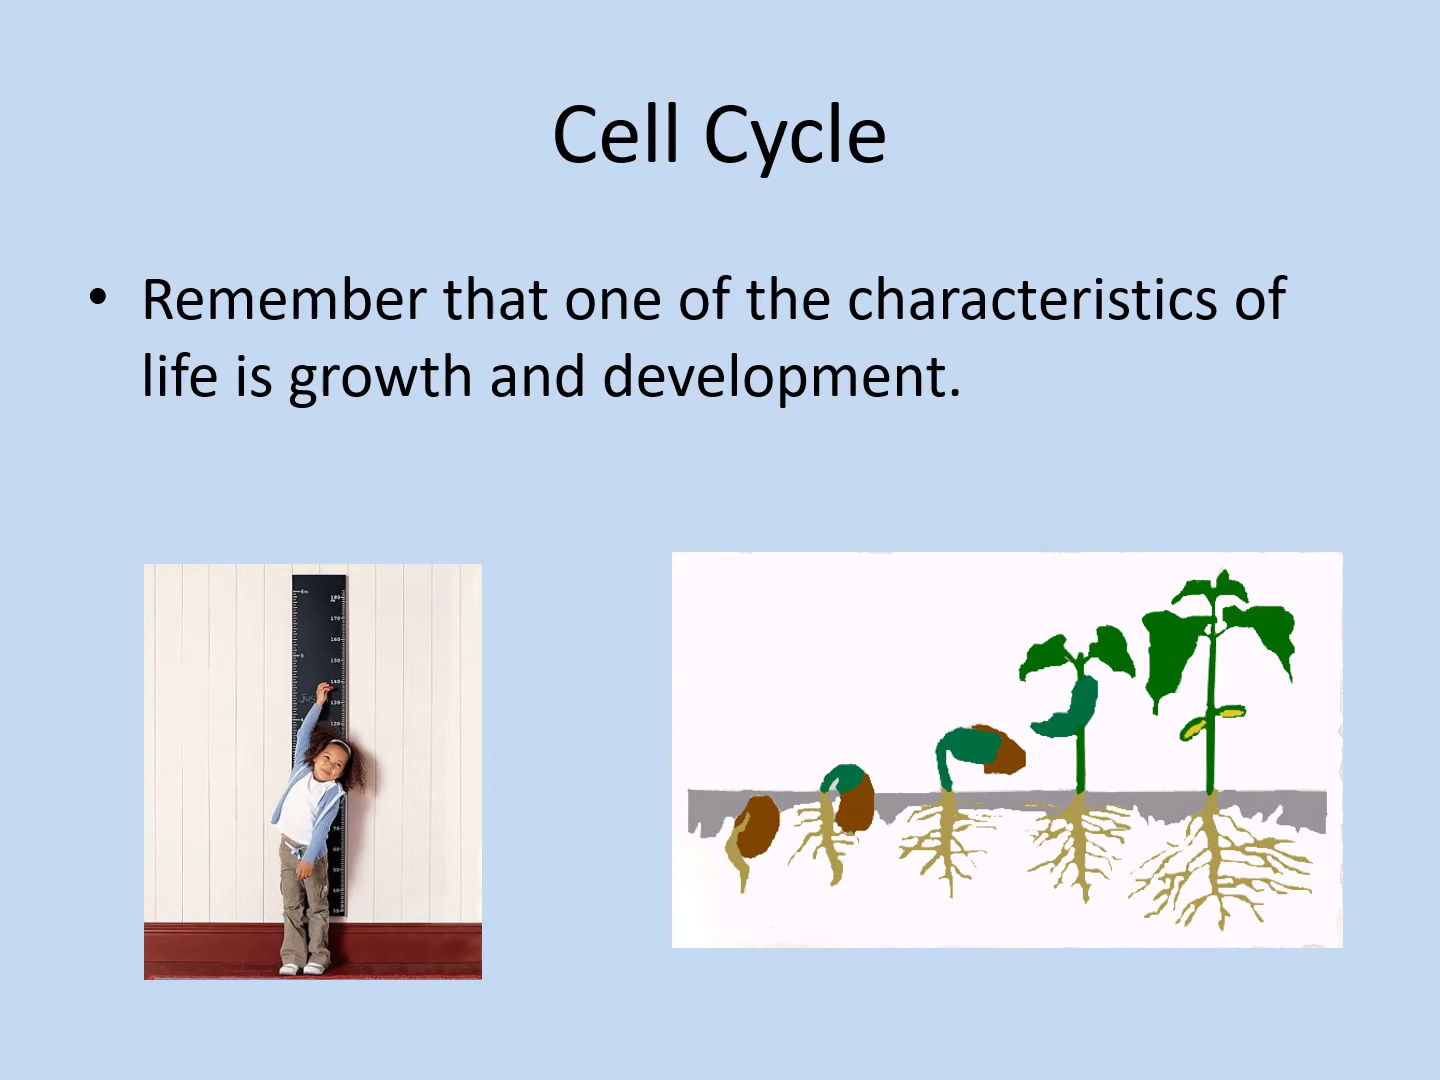 Cell Cycle
• Remember that one of the characteristics of
life is growth and development.